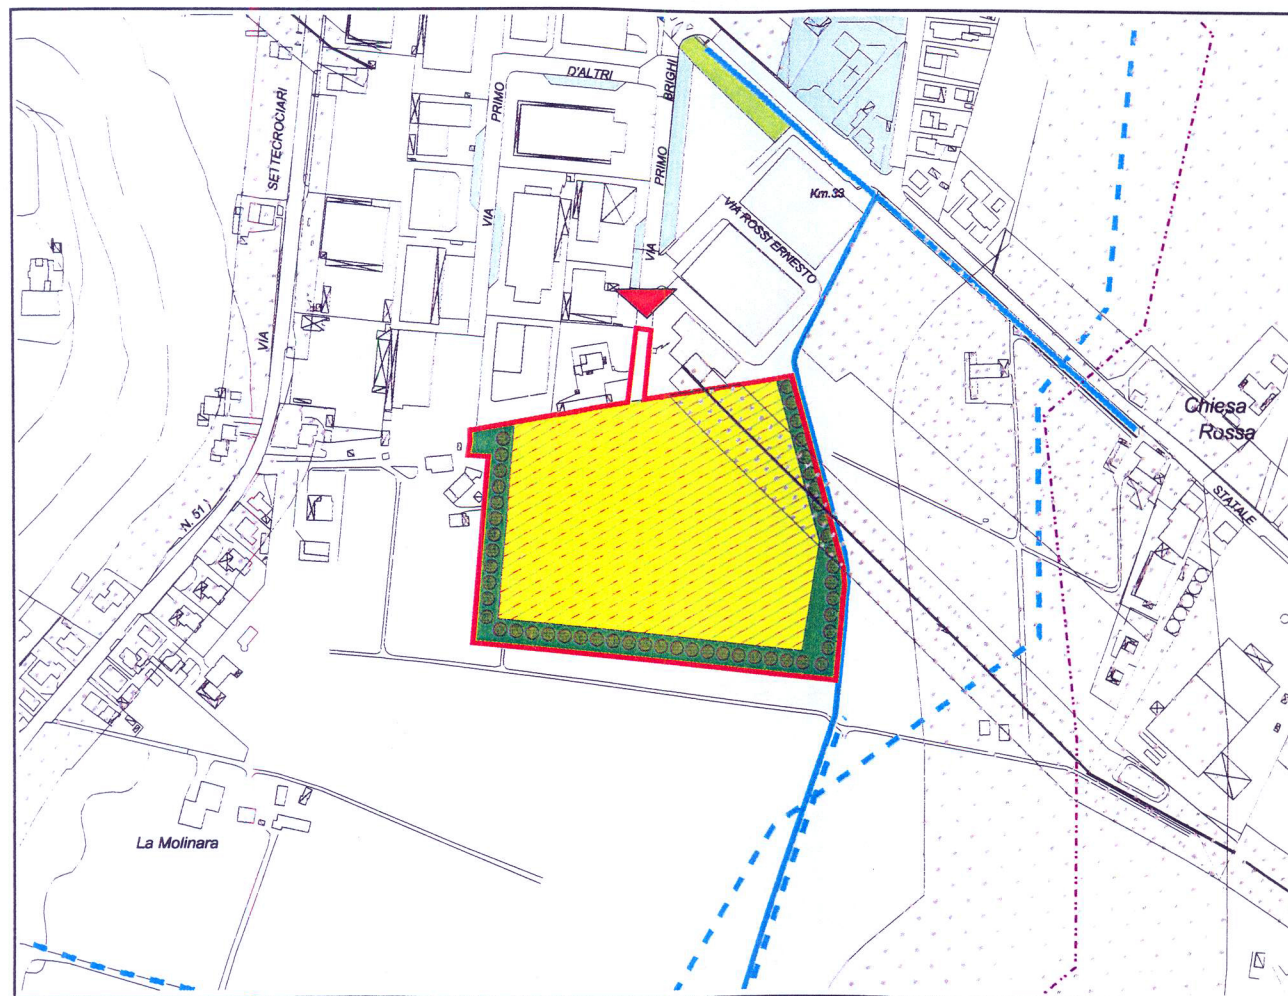 D'ALTRI
BRIGHI
PRIMO
SETTECROCIARI
PRIMO
Km.33
VIA ROSSI ERNESTO
VIA
VIA
VIA
Chiesa
Rossa
STATALE
N. 51)
La Molinara